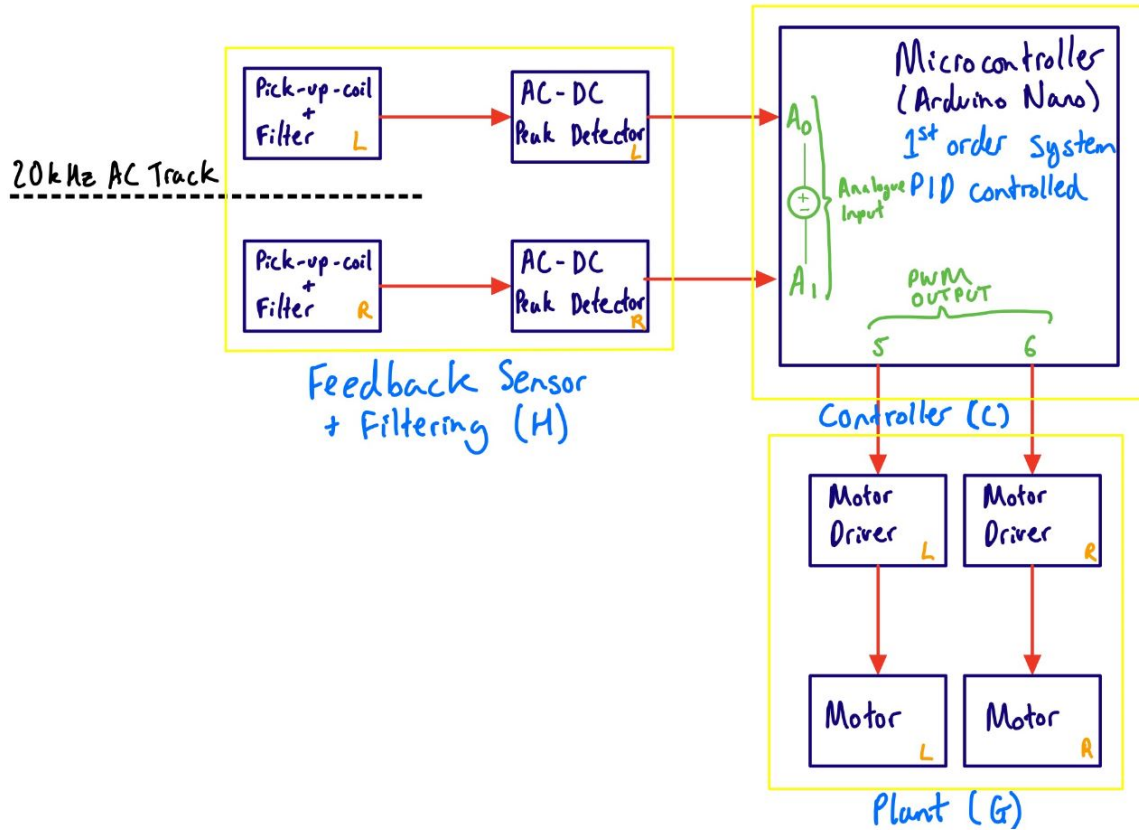 20kHz AC Track
Pick-up-coil
+
Filter L
AC-DC
Peak Detector
L
Pick-up-coil
+
Filter R
AC-DC
Peak Detector
R
Feedback Sensor
+ Filtering (H)
Microcontroller
(Arduino Nano)
1st order system
PID controlled
A0
+
-
A1
Analogue
Input
PWM
OUTPUT
5 6
Controller (C)
Motor
Driver L
Motor
Driver R
Motor
L
Motor
R
Plant (G)